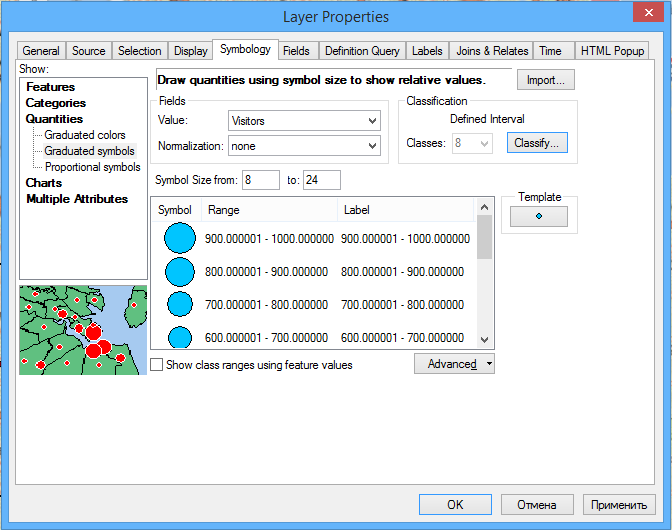 Layer Properties
General Source Selection Display Symbology Fields Definition Query Labels Joins & Relates Time HTML Popup
Show:
Features
Categories
Quantities
Graduated colors
Graduated symbols
Proportional symbols
Charts
Multiple Attributes
Draw quantities using symbol size to show relative values.
Import...
Fields
Value: Visitors
Normalization: none
Classification
Defined Interval
Classes: 8 Classify...
Symbol Size from: 8 to: 24
Template
Symbol Range Label
900.000001 - 1000.000000 900.000001 - 1000.000000
800.000001 - 900.000000 800.000001 - 900.000000
700.000001 - 800.000000 700.000001 - 800.000000
600.000001 - 700.000000 600.000001 - 700.000000
Show class ranges using feature values
Advanced
OK Отмена Применить